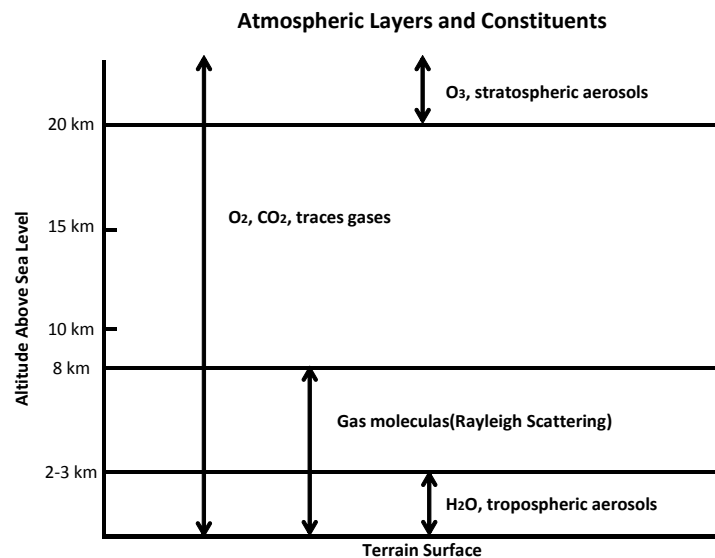 Atmospheric Layers and Constituents
O₃, stratospheric aerosols
20 km
O₂, CO₂, traces gases
15 km
Altitude Above Sea Level
10 km
8 km
Gas moleculas(Rayleigh Scattering)
2-3 km
H₂O, tropospheric aerosols
Terrain Surface